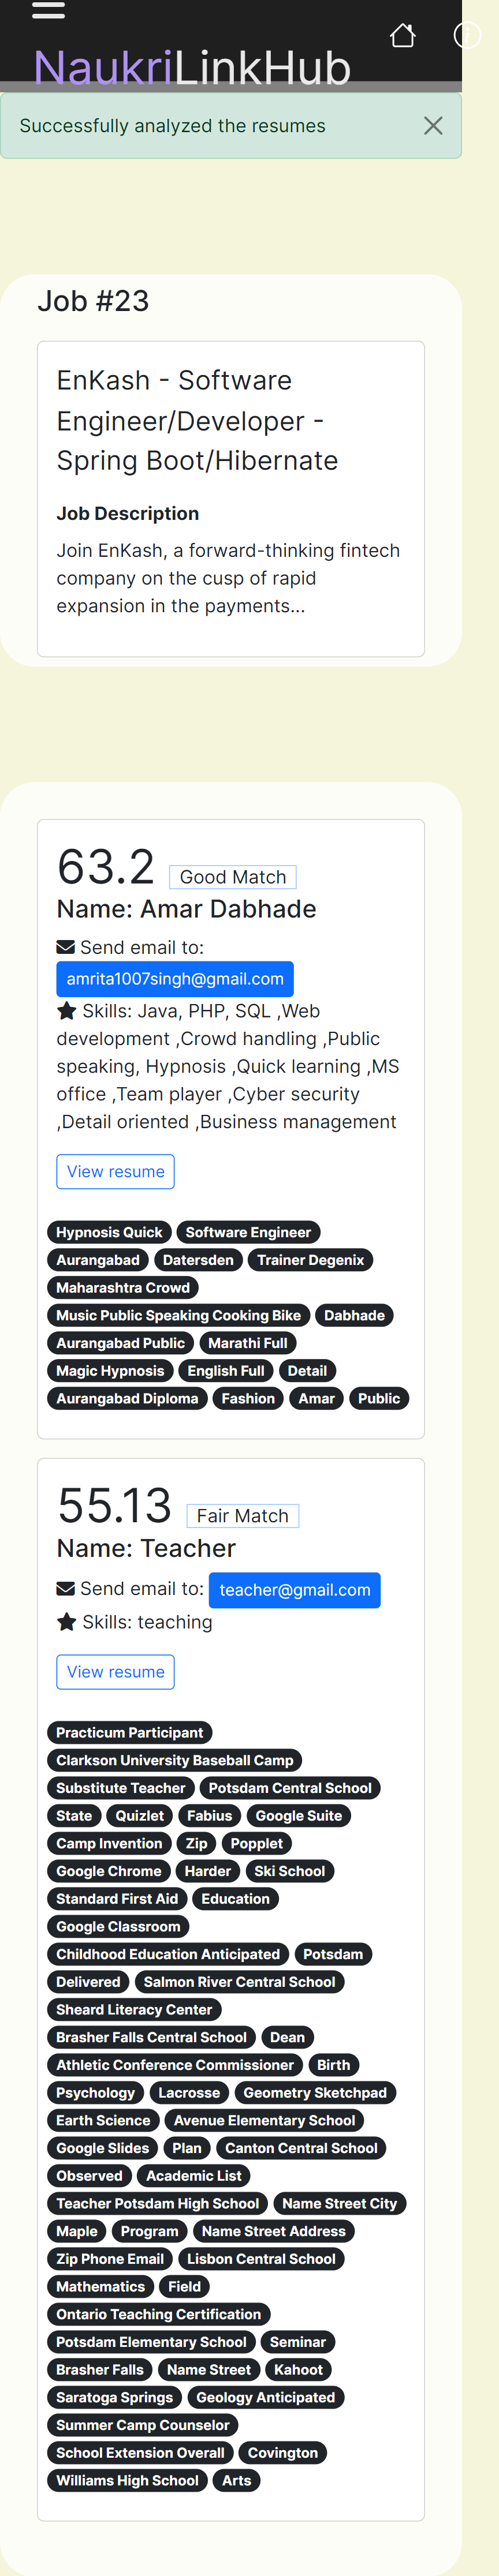 NaukriLinkHub
Successfully analyzed the resumes
Job #23
EnKash - Software
Engineer/Developer -
Spring Boot/Hibernate
Job Description
Join EnKash, a forward-thinking fintech
company on the cusp of rapid
expansion in the payments...
63.2 Good Match
Name: Amar Dabhade
Send email to:
amrita1007singh@gmail.com
Skills: Java, PHP, SQL ,Web
development ,Crowd handling ,Public
speaking, Hypnosis ,Quick learning ,MS
office ,Team player ,Cyber security
,Detail oriented ,Business management
View resume
Hypnosis Quick Software Engineer
Aurangabad Datersden Trainer Degenix
Maharashtra Crowd
Music Public Speaking Cooking Bike Dabhade
Aurangabad Public Marathi Full
Magic Hypnosis English Full Detail
Aurangabad Diploma Fashion Amar Public
55.13 Fair Match
Name: Teacher
Send email to: teacher@gmail.com
Skills: teaching
View resume
Practicum Participant
Clarkson University Baseball Camp
Substitute Teacher Potsdam Central School
State Quizlet Fabius Google Suite
Camp Invention Zip Popplet
Google Chrome Harder Ski School
Standard First Aid Education
Google Classroom
Childhood Education Anticipated Potsdam
Delivered Salmon River Central School
Sheard Literacy Center
Brasher Falls Central School Dean
Athletic Conference Commissioner Birth
Psychology Lacrosse Geometry Sketchpad
Earth Science Avenue Elementary School
Google Slides Plan Canton Central School
Observed Academic List
Teacher Potsdam High School Name Street City
Maple Program Name Street Address
Zip Phone Email Lisbon Central School
Mathematics Field
Ontario Teaching Certification
Potsdam Elementary School Seminar
Brasher Falls Name Street Kahoot
Saratoga Springs Geology Anticipated
Summer Camp Counselor
School Extension Overall Covington
Williams High School Arts